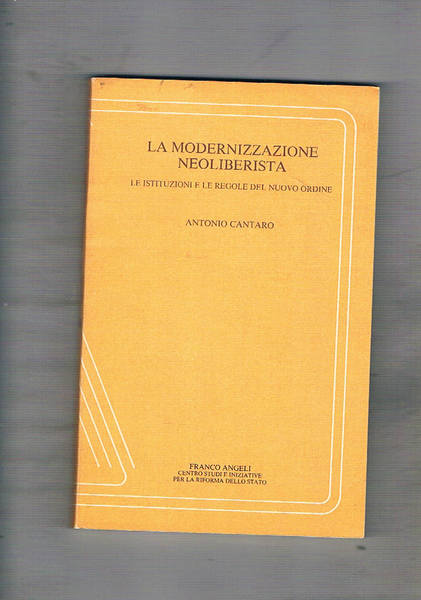 LA MODERNIZZAZIONE
NEOLIBERISTA
LE ISTITUZIONI E LE REGOLE DEL NUOVO ORDINE
ANTONIO CANTARO
FRANCO ANGELI
CENTRO STUDI E INIZIATIVE
PER LA RIFORMA DELLO STATO